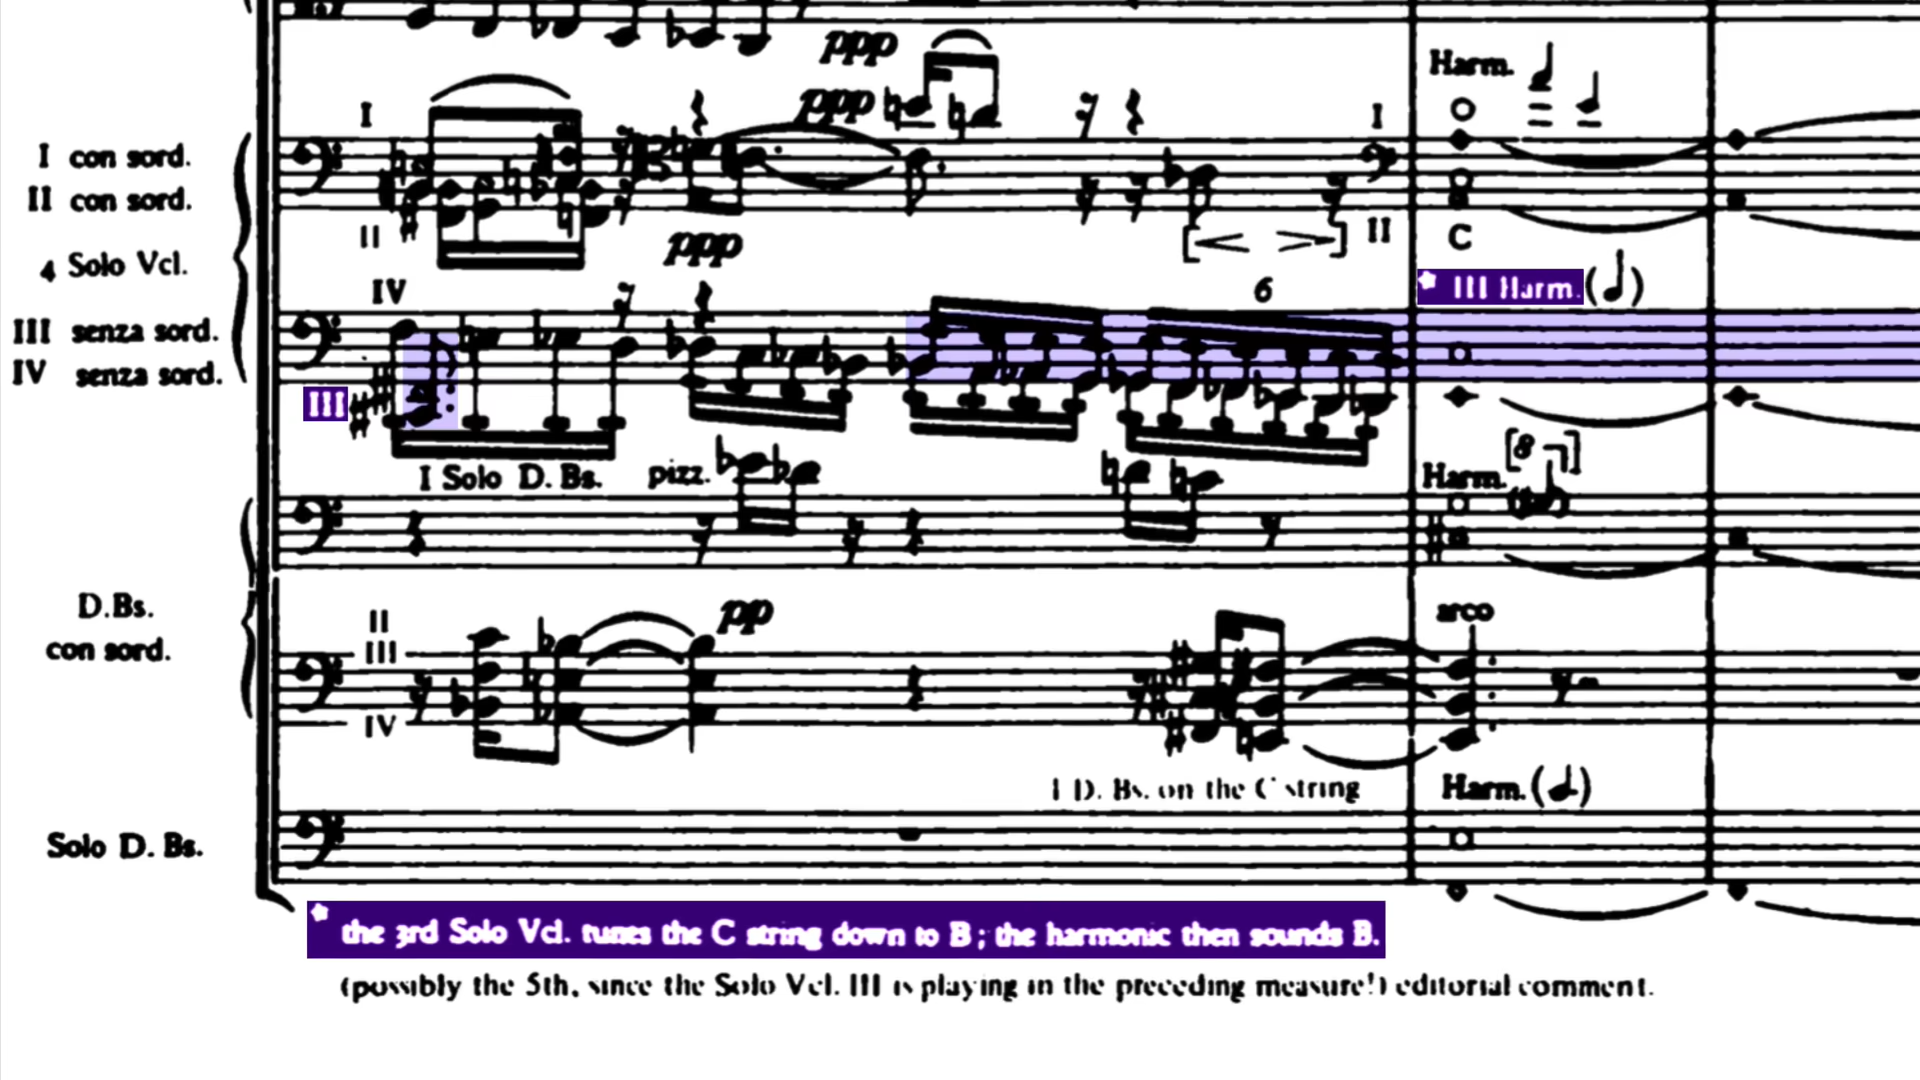 ppp
ppp
Harm.
I
I
I con sord.
II con sord.
II
ppp
II
C
4 Solo Vcl.
* III Harm.
IV
6
III senza sord.
IV senza sord.
III
I Solo D. Bs.
pizz.
Harm.
[8 ]
D.Bs.
con sord.
II
III
IV
pp
arco
I D. Bs. on the C string
Harm.
Solo D. Bs.
* the 3rd Solo Vcl. tunes the C string down to B; the harmonic then sounds B.
(possibly the 5th, since the Solo Vcl. III is playing in the preceding measure!) editorial comment.